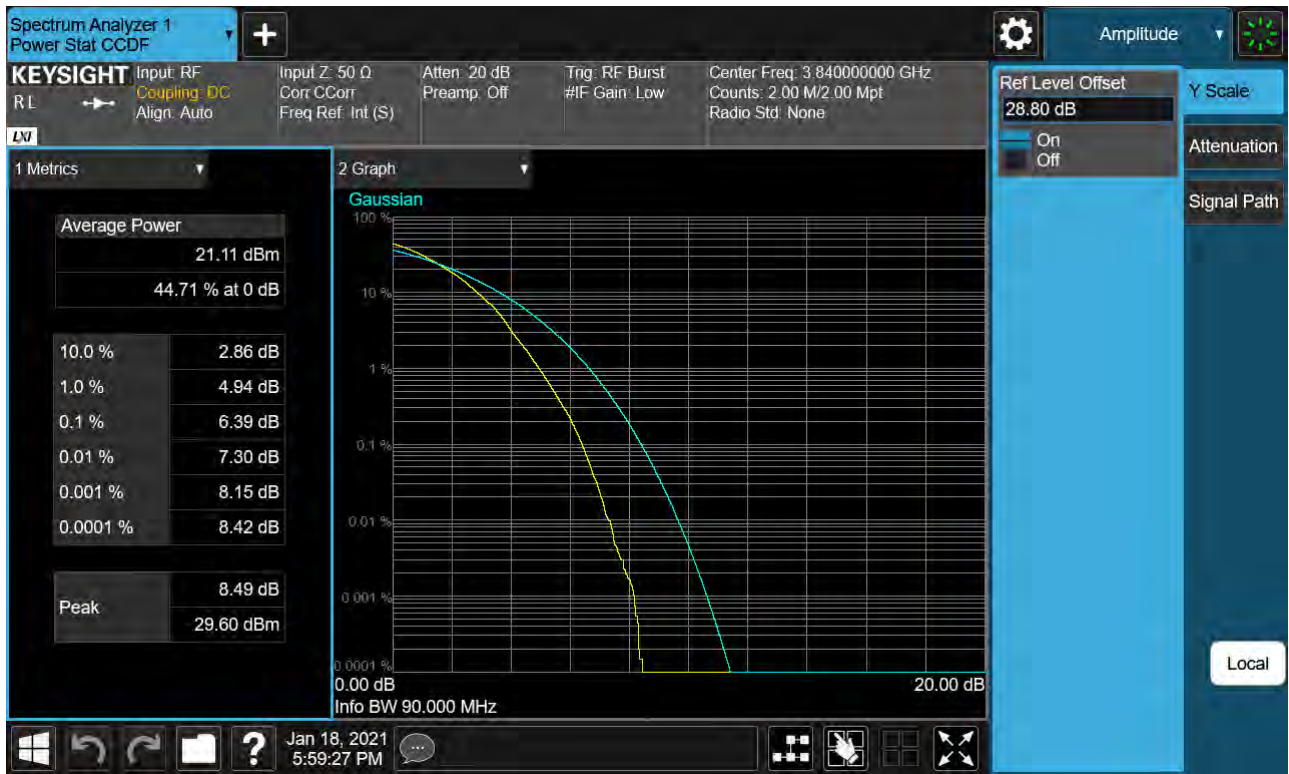 Spectrum Analyzer 1
Power Stat CCDF
Amplitude
KEYSIGHT
RL
LXI
Input: RF
Coupling: DC
Align: Auto
Input Z: 50 Ω
Corr CCorr
Freq Ref: Int (S)
Atten: 20 dB
Preamp: Off
Trig: RF Burst
#IF Gain: Low
Center Freq: 3.840000000 GHz
Counts: 2.00 M/2.00 Mpt
Radio Std: None
Ref Level Offset
28.80 dB
On
Off
Y Scale
Attenuation
Signal Path
1 Metrics
Average Power
21.11 dBm
44.71 % at 0 dB
10.0 % 2.86 dB
1.0 % 4.94 dB
0.1 % 6.39 dB
0.01 % 7.30 dB
0.001 % 8.15 dB
0.0001 % 8.42 dB
Peak 8.49 dB
29.60 dBm
2 Graph
Gaussian
100 %
10 %
1 %
0.1 %
0.01 %
0.001 %
0.0001 %
0.00 dB 20.00 dB
Info BW 90.000 MHz
Local
? Jan 18, 2021
5:59:27 PM